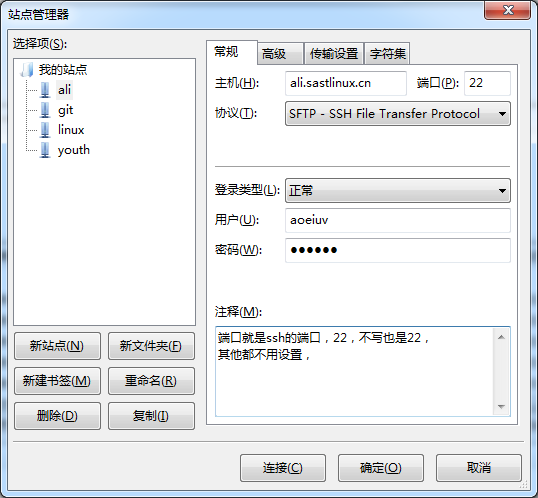 站点管理器
选择项(S):
我的站点
ali
git
linux
youth
新站点(N) 新文件夹(F)
新建书签(M) 重命名(R)
删除(D) 复制(I)
常规 高级 传输设置 字符集
主机(H): ali.sastlinux.cn 端口(P): 22
协议(T): SFTP - SSH File Transfer Protocol
登录类型(L): 正常
用户(U): aoeiuv
密码(W): ●●●●●●
注释(M):
端口就是ssh的端口，22，不写也是22，
其他都不用设置，
连接(C) 确定(O) 取消